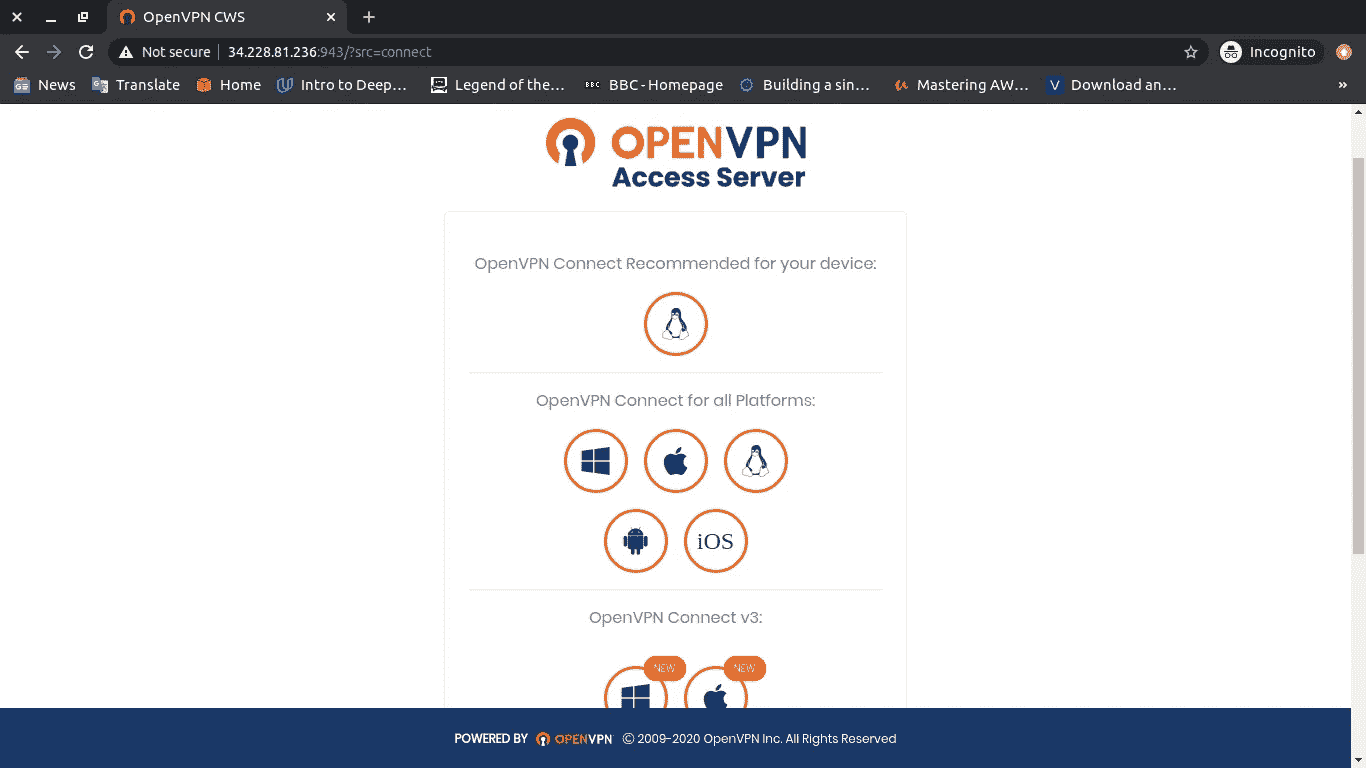 OpenVPN CWS
Not secure 34.228.81.236:943/?src=connect Incognito
News Translate Home Intro to Deep... Legend of the... BBC BBC - Homepage Building a sin... Mastering AW... V Download an... »
OPENVPN
Access Server
OpenVPN Connect Recommended for your device:
OpenVPN Connect for all Platforms:
iOS
OpenVPN Connect v3:
NEW NEW
POWERED BY OPENVPN © 2009-2020 OpenVPN Inc. All Rights Reserved